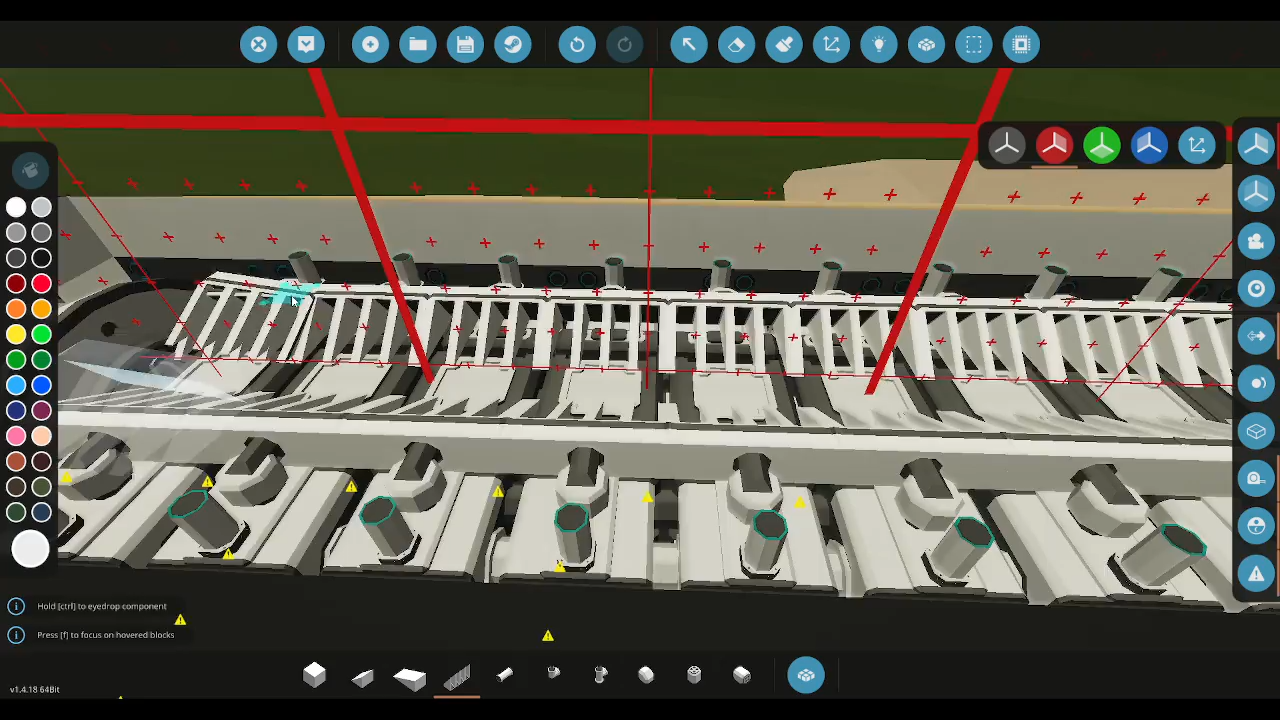 Hold [ctrl] to eyedrop component
Press [f] to focus on hovered blocks
v1.4.18 64Bit